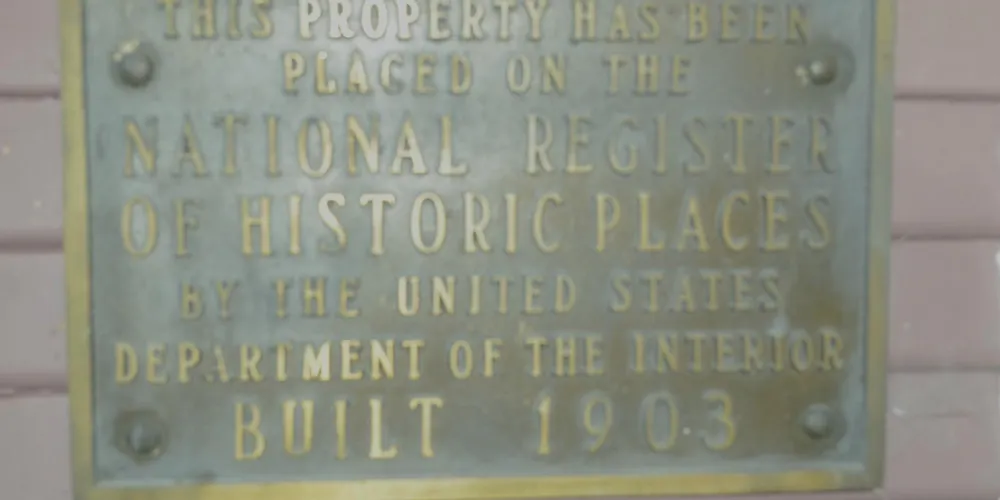 THIS PROPERTY HAS BEEN
PLACED ON THE
NATIONAL REGISTER
OF HISTORIC PLACES
BY THE UNITED STATES
DEPARTMENT OF THE INTERIOR
BUILT 1903